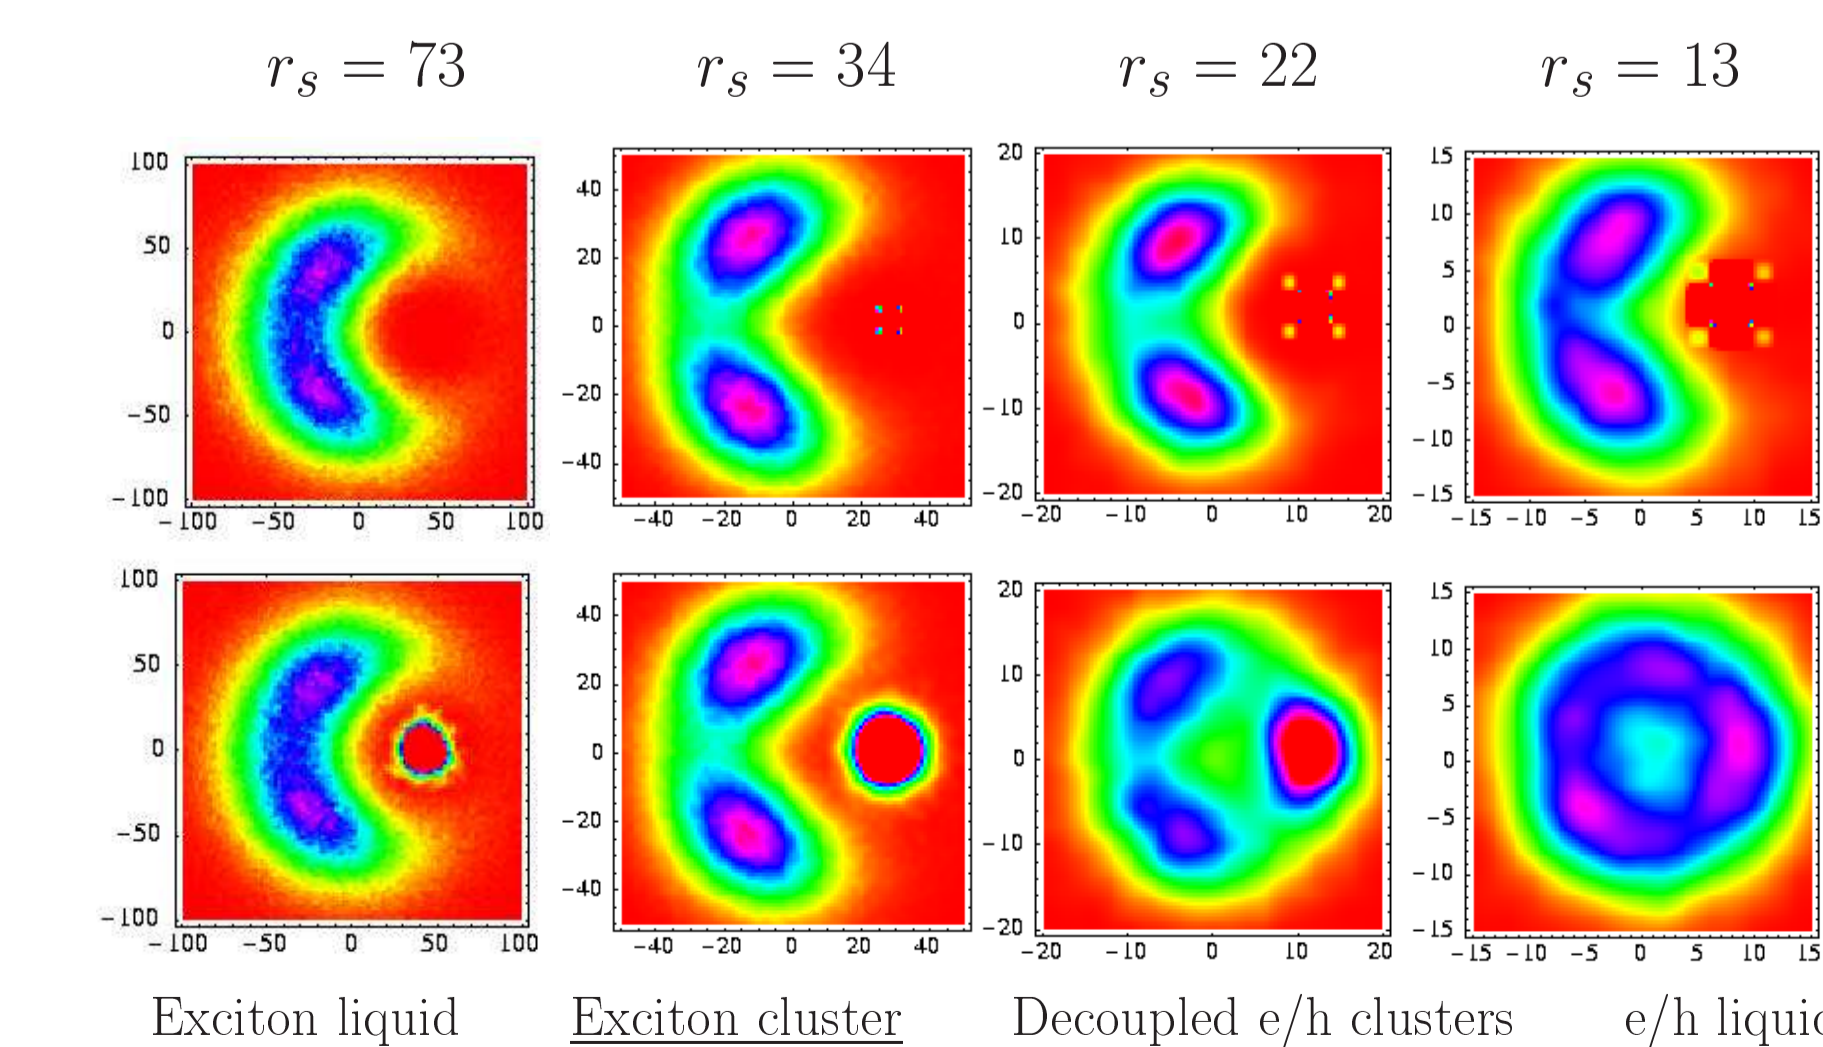 r_s = 73 r_s = 34 r_s = 22 r_s = 13
100 50 0 -50 -100
-100 -50 0 50 100
40 20 0 -20 -40
-40 -20 0 20 40
20 10 0 -10 -20
-20 -10 0 10 20
15 10 5 0 -5 -10 -15
-15 -10 -5 0 5 10 15
100 50 0 -50 -100
-100 -50 0 50 100
40 20 0 -20 -40
-40 -20 0 20 40
20 10 0 -10 -20
-20 -10 0 10 20
15 10 5 0 -5 -10 -15
-15 -10 -5 0 5 10 15
Exciton liquid Exciton cluster Decoupled e/h clusters e/h